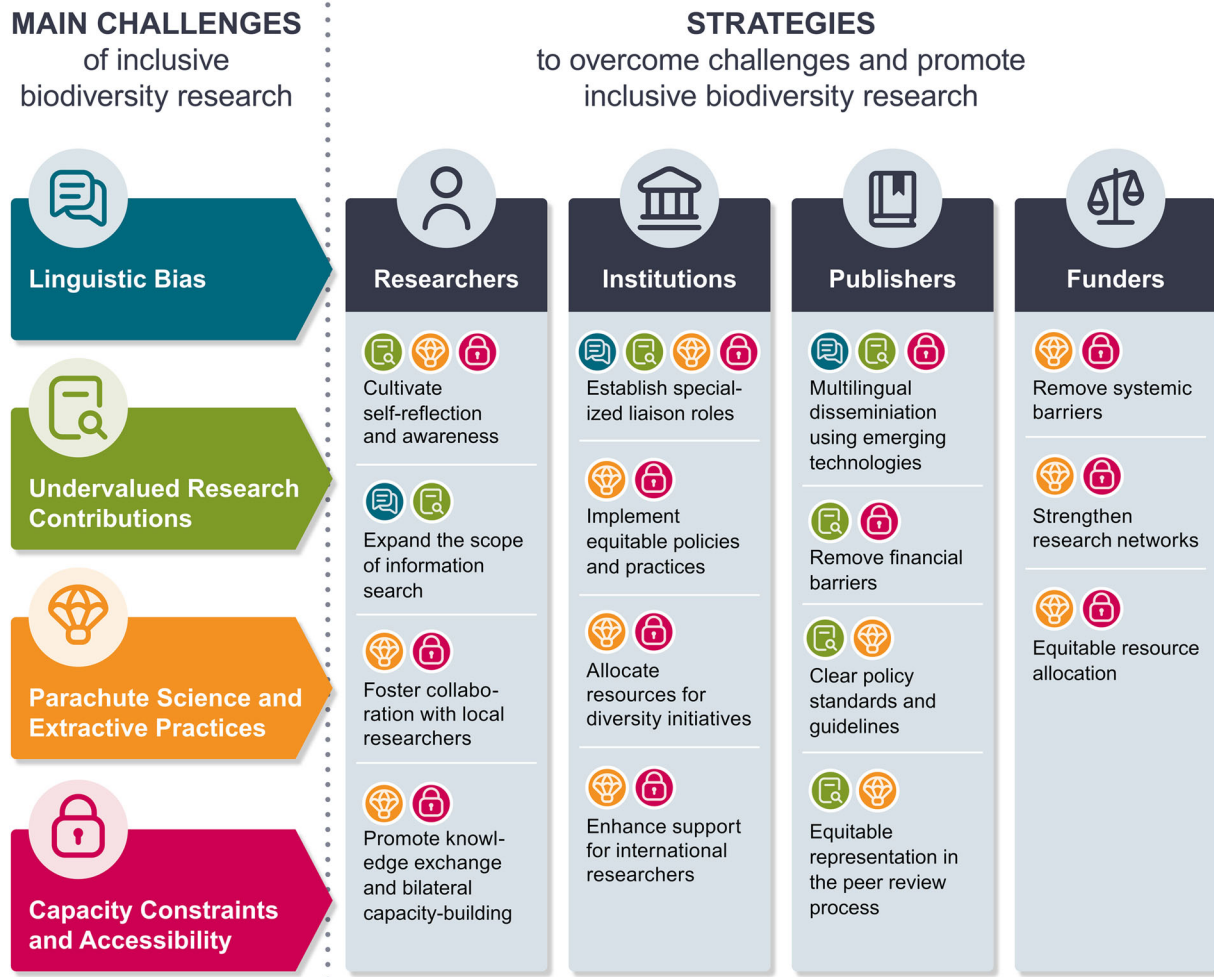 MAIN CHALLENGES
of inclusive
biodiversity research
STRATEGIES
to overcome challenges and promote
inclusive biodiversity research
Linguistic Bias
Undervalued Research
Contributions
Parachute Science and
Extractive Practices
Capacity Constraints
and Accessibility
Researchers
Cultivate
self-reflection
and awareness
Expand the scope
of information
search
Foster collabo-
ration with local
researchers
Promote knowl-
edge exchange
and bilateral
capacity-building
Institutions
Establish special-
ized liaison roles
Implement
equitable policies
and practices
Allocate
resources for
diversity initiatives
Enhance support
for international
researchers
Publishers
Multilingual
disseminiation
using emerging
technologies
Remove financial
barriers
Clear policy
standards and
guidelines
Equitable
representation in
the peer review
process
Funders
Remove systemic
barriers
Strengthen
research networks
Equitable resource
allocation